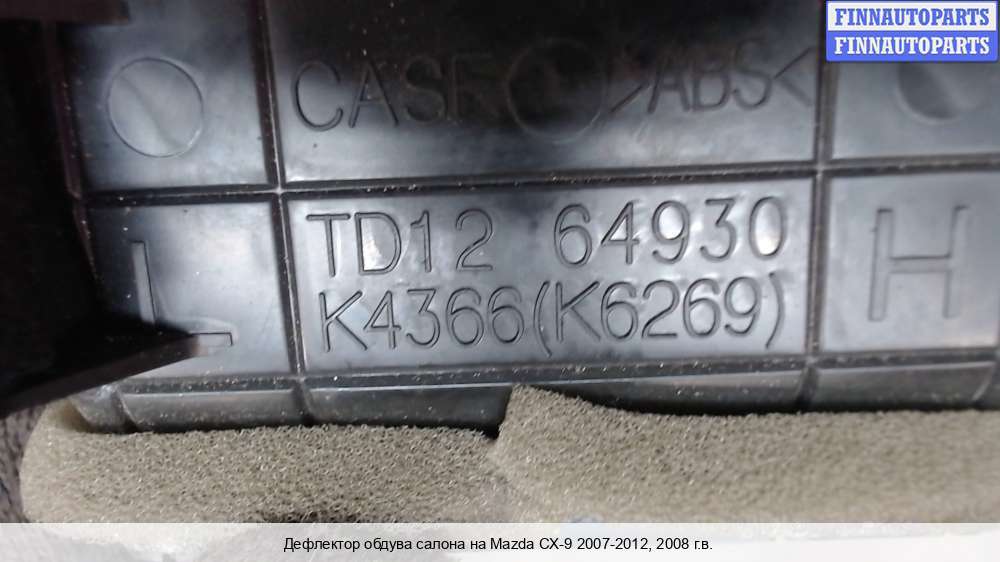 FINNAUTOPARTS
FINNAUTOPARTS
CASE >ABS<
TD12 64930
L
H
K4366(K6269)
Дефлектор обдува салона на Mazda CX-9 2007-2012, 2008 г.в.